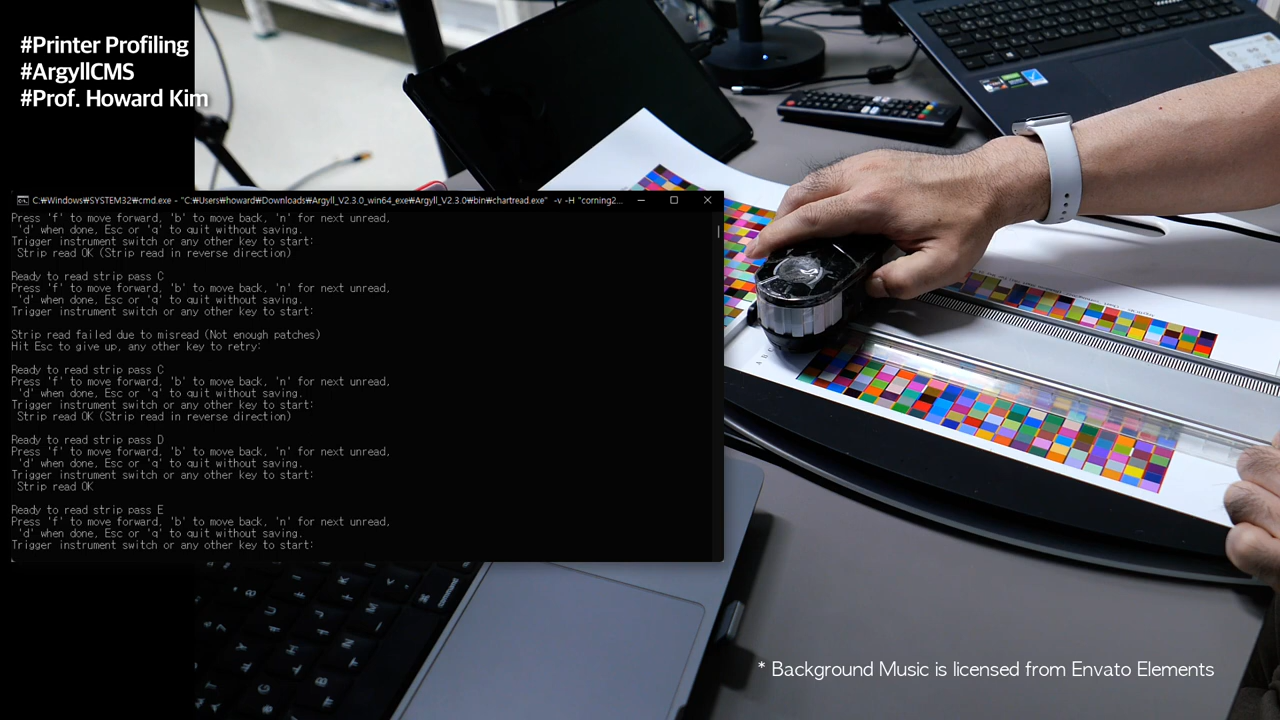 #Printer Profiling
#ArgyllCMS
#Prof. Howard Kim
C:₩Windows₩SYSTEM32₩cmd.exe - "C:₩Users₩howard₩Downloads₩Argyll_V2.3.0_win64_exe₩Argyll_V2.3.0₩bin₩chartread.exe" -v -H "corning2...
Press 'f' to move forward, 'b' to move back, 'n' for next unread,
'd' when done, Esc or 'q' to quit without saving.
Trigger instrument switch or any other key to start:
Strip read OK (Strip read in reverse direction)
Ready to read strip pass C
Press 'f' to move forward, 'b' to move back, 'n' for next unread,
'd' when done, Esc or 'q' to quit without saving.
Trigger instrument switch or any other key to start:
Strip read failed due to misread (Not enough patches)
Hit Esc to give up, any other key to retry:
Ready to read strip pass C
Press 'f' to move forward, 'b' to move back, 'n' for next unread,
'd' when done, Esc or 'q' to quit without saving.
Trigger instrument switch or any other key to start:
Strip read OK (Strip read in reverse direction)
Ready to read strip pass D
Press 'f' to move forward, 'b' to move back, 'n' for next unread,
'd' when done, Esc or 'q' to quit without saving.
Trigger instrument switch or any other key to start:
Strip read OK
Ready to read strip pass E
Press 'f' to move forward, 'b' to move back, 'n' for next unread,
'd' when done, Esc or 'q' to quit without saving.
Trigger instrument switch or any other key to start:
* Background Music is licensed from Envato Elements